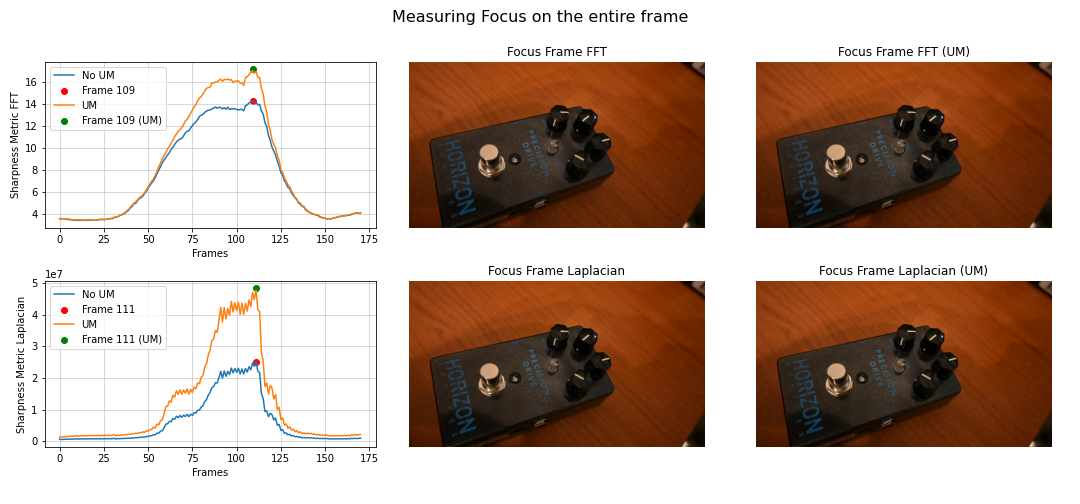 Measuring Focus on the entire frame
Sharpness Metric FFT
16
14
12
10
8
6
4
No UM
Frame 109
UM
Frame 109 (UM)
0 25 50 75 100 125 150 175
Frames
Focus Frame FFT
HORIZON
PRECISION
DRIVE
Focus Frame FFT (UM)
HORIZON
PRECISION
DRIVE
1e7
Sharpness Metric Laplacian
5
4
3
2
1
0
No UM
Frame 111
UM
Frame 111 (UM)
0 25 50 75 100 125 150 175
Frames
Focus Frame Laplacian
HORIZON
PRECISION
DRIVE
Focus Frame Laplacian (UM)
HORIZON
PRECISION
DRIVE